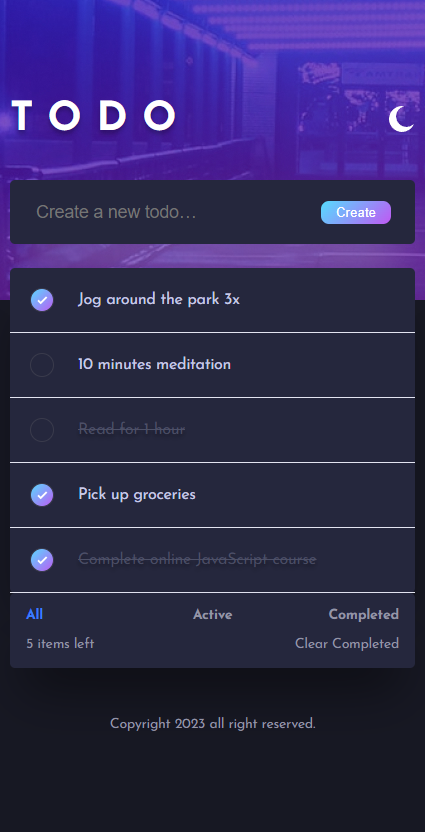 TODO
Create a new todo…
Create
Jog around the park 3x
10 minutes meditation
Read for 1 hour
Pick up groceries
Complete online JavaScript course
All Active Completed
5 items left Clear Completed
Copyright 2023 all right reserved.